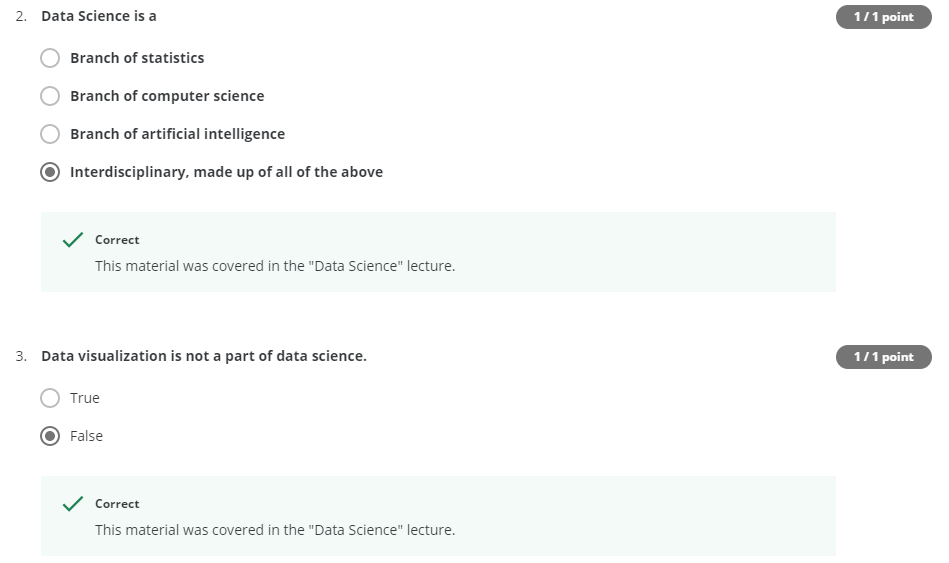 2. Data Science is a 1 / 1 point
Branch of statistics
Branch of computer science
Branch of artificial intelligence
Interdisciplinary, made up of all of the above
Correct
This material was covered in the "Data Science" lecture.
3. Data visualization is not a part of data science. 1 / 1 point
True
False
Correct
This material was covered in the "Data Science" lecture.